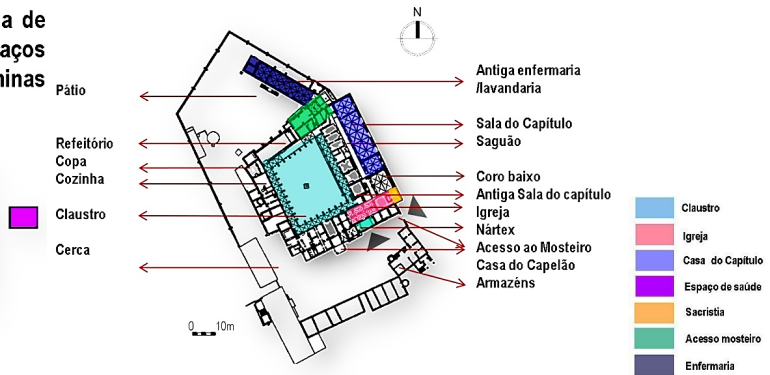 a de
aços
ninas
N
Pátio
Refeitório
Copa
Cozinha
Claustro
Cerca
0 10m
Antiga enfermaria
/lavandaria
Sala do Capítulo
Saguão
Coro baixo
Antiga Sala do capítulo
Igreja
Nártex
Acesso ao Mosteiro
Casa do Capelão
Armazéns
Claustro
Igreja
Casa do Capítulo
Espaço de saúde
Sacristia
Acesso mosteiro
Enfermaria